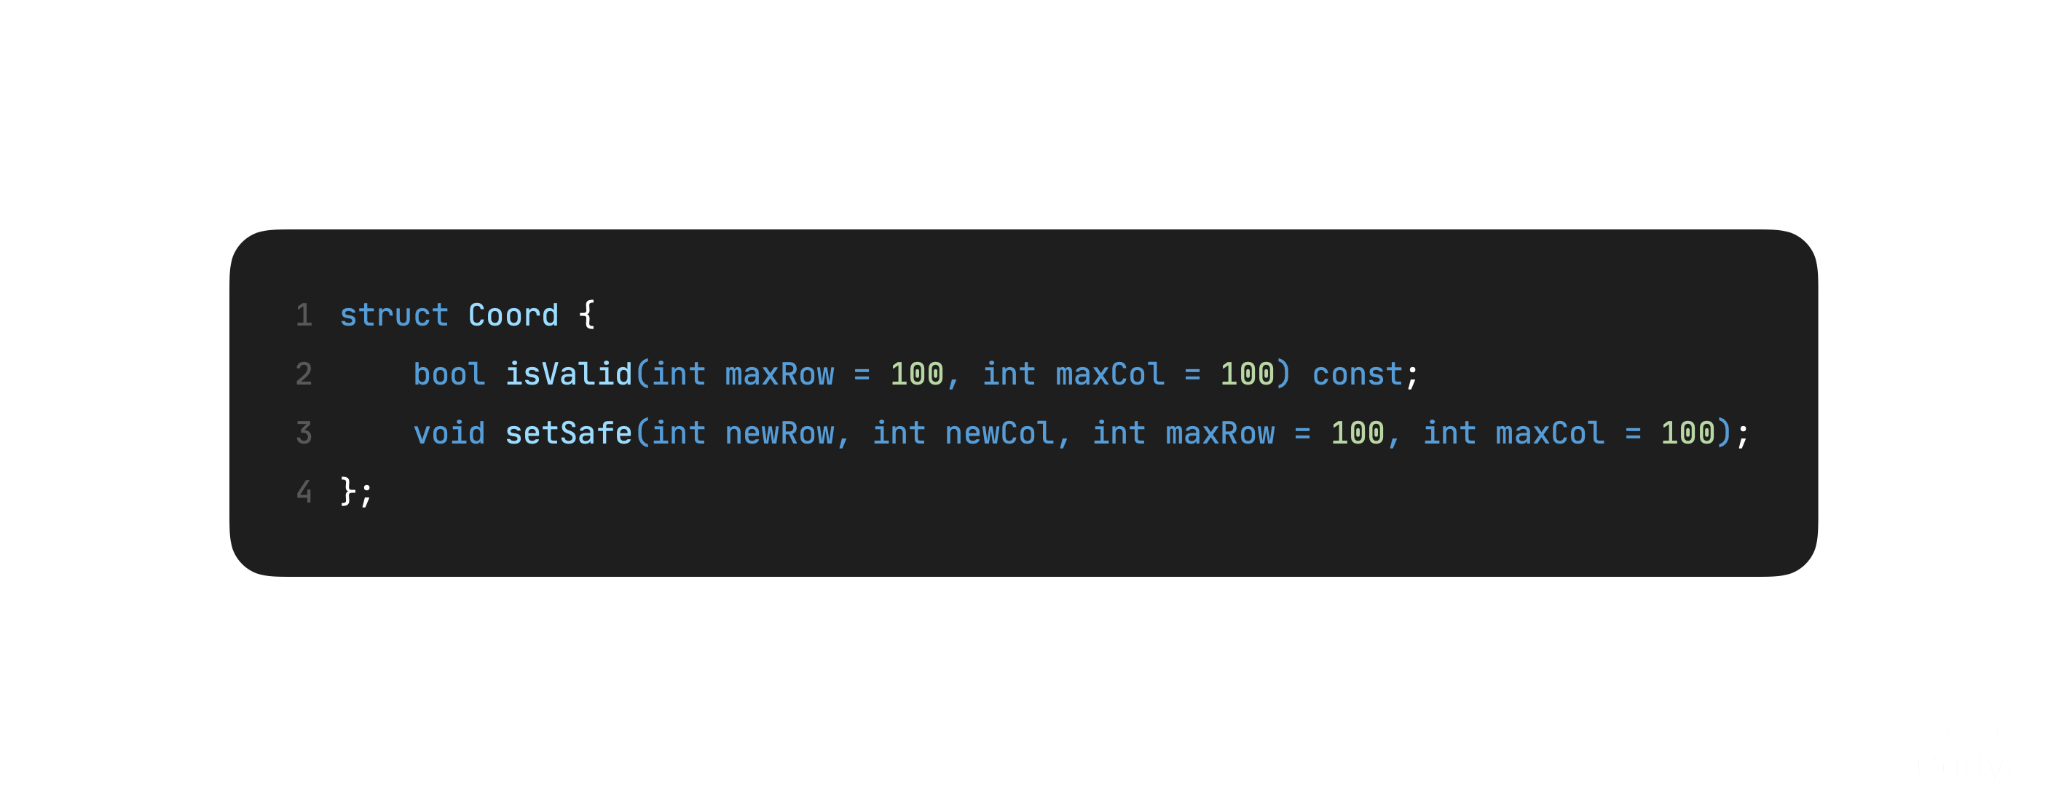 1 struct Coord {
2 bool isValid(int maxRow = 100, int maxCol = 100) const;
3 void setSafe(int newRow, int newCol, int maxRow = 100, int maxCol = 100);
4 };